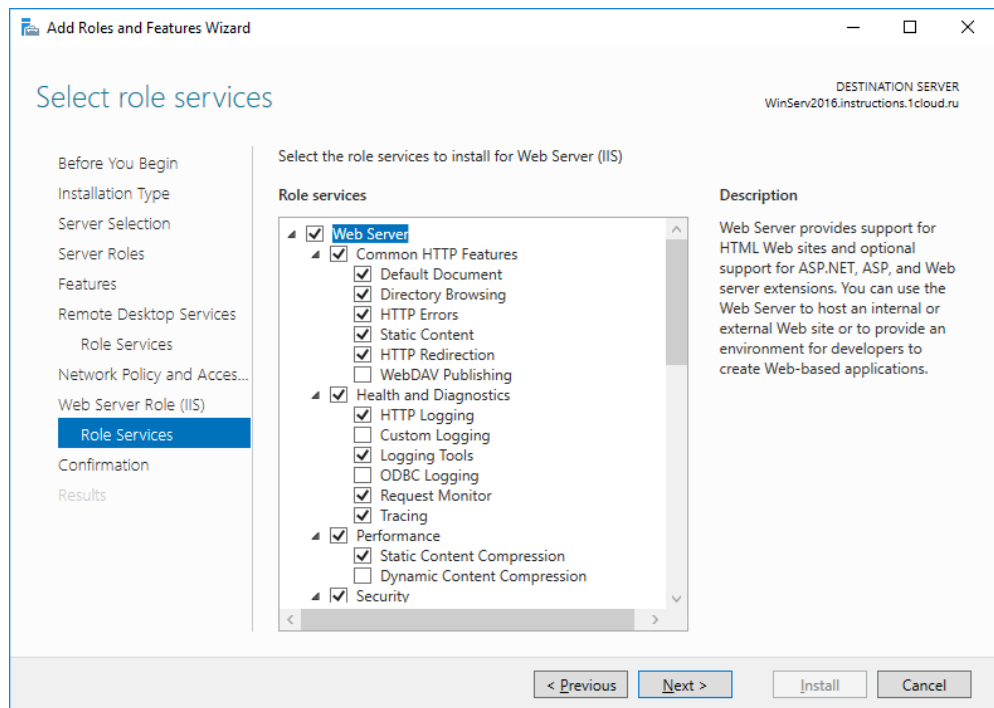 Add Roles and Features Wizard
Select role services
DESTINATION SERVER
WinServ2016.instructions.1cloud.ru
Before You Begin
Installation Type
Server Selection
Server Roles
Features
Remote Desktop Services
Role Services
Network Policy and Acces...
Web Server Role (IIS)
Role Services
Confirmation
Results
Select the role services to install for Web Server (IIS)
Role services
Web Server
Common HTTP Features
Default Document
Directory Browsing
HTTP Errors
Static Content
HTTP Redirection
WebDAV Publishing
Health and Diagnostics
HTTP Logging
Custom Logging
Logging Tools
ODBC Logging
Request Monitor
Tracing
Performance
Static Content Compression
Dynamic Content Compression
Security
Description
Web Server provides support for
HTML Web sites and optional
support for ASP.NET, ASP, and Web
server extensions. You can use the
Web Server to host an internal or
external Web site or to provide an
environment for developers to
create Web-based applications.
< Previous
Next >
Install
Cancel